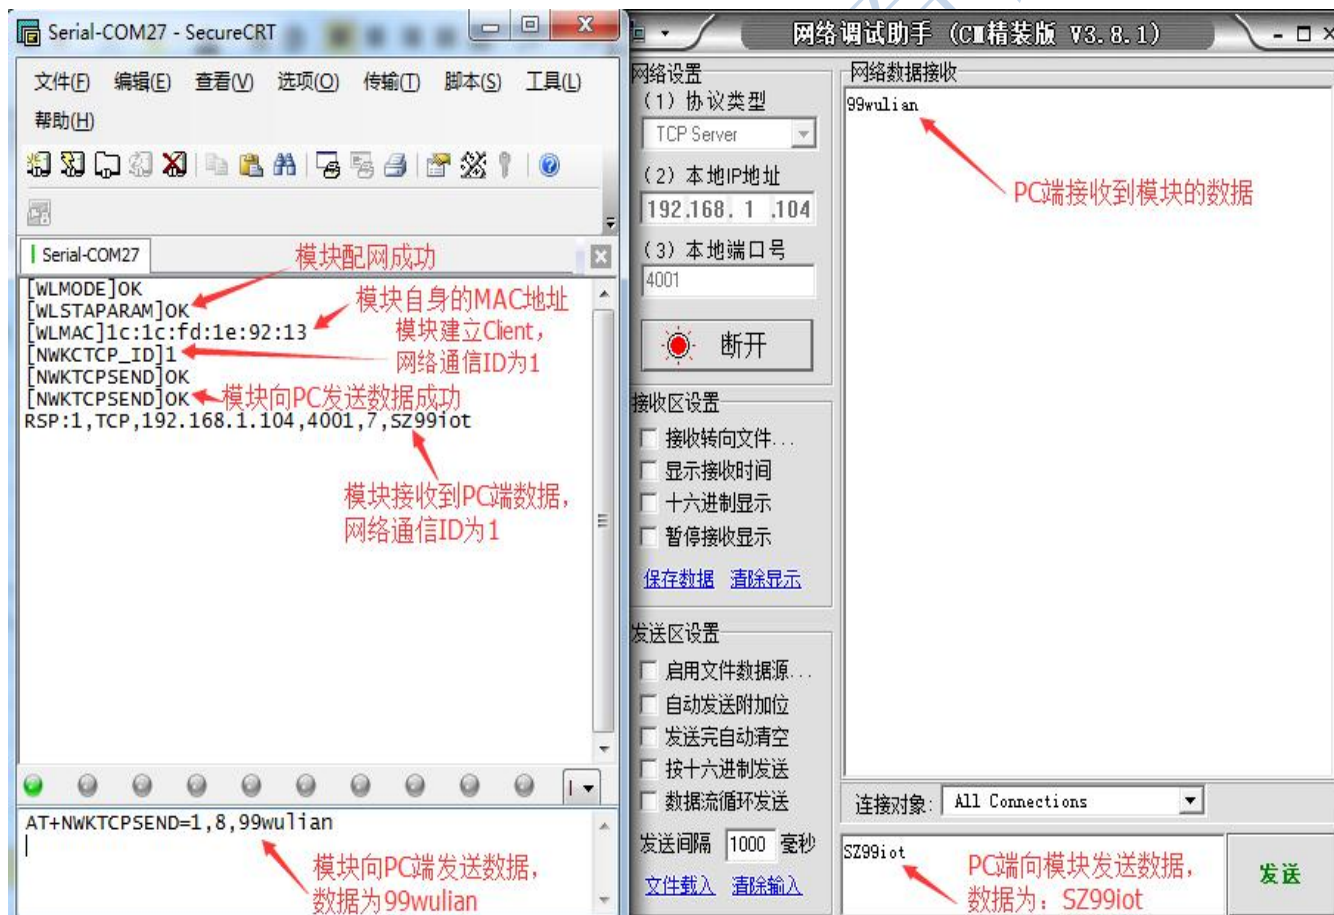 Serial-COM27 - SecureCRT
文件(F) 编辑(E) 查看(V) 选项(O) 传输(T) 脚本(S) 工具(L)
帮助(H)
Serial-COM27
模块配网成功
[WLMODE]OK
[WLSTAPARAM]OK
模块自身的MAC地址
[WLMAC]1c:1c:fd:1e:92:13
模块建立Client，
网络通信ID为1
[NWKCTCP_ID]1
[NWKTCPSEND]OK
[NWKTCPSEND]OK
模块向PC发送数据成功
RSP:1,TCP,192.168.1.104,4001,7,SZ99iot
模块接收到PC端数据，
网络通信ID为1
AT+NWKTCPSEND=1,8,99wulian
模块向PC端发送数据，
数据为99wulian
网络调试助手 (CⅡ精装版 V3.8.1)
网络设置
(1) 协议类型
TCP Server
(2) 本地IP地址
192.168. 1 .104
(3) 本地端口号
4001
断开
接收区设置
接收转向文件...
显示接收时间
十六进制显示
暂停接收显示
保存数据 清除显示
发送区设置
启用文件数据源...
自动发送附加位
发送完自动清空
按十六进制发送
数据流循环发送
发送间隔 1000 毫秒
文件载入 清除输入
网络数据接收
99wulian
PC端接收到模块的数据
连接对象: All Connections
SZ99iot
PC端向模块发送数据，
数据为：SZ99iot
发送